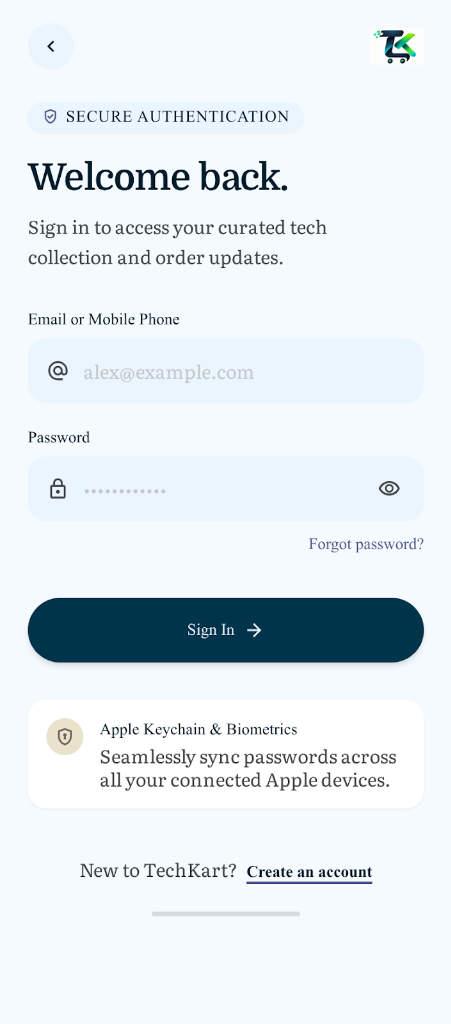 TK
SECURE AUTHENTICATION
Welcome back.
Sign in to access your curated tech
collection and order updates.
Email or Mobile Phone
alex@example.com
Password
••••••••••••
Forgot password?
Sign In →
Apple Keychain & Biometrics
Seamlessly sync passwords across
all your connected Apple devices.
New to TechKart? Create an account